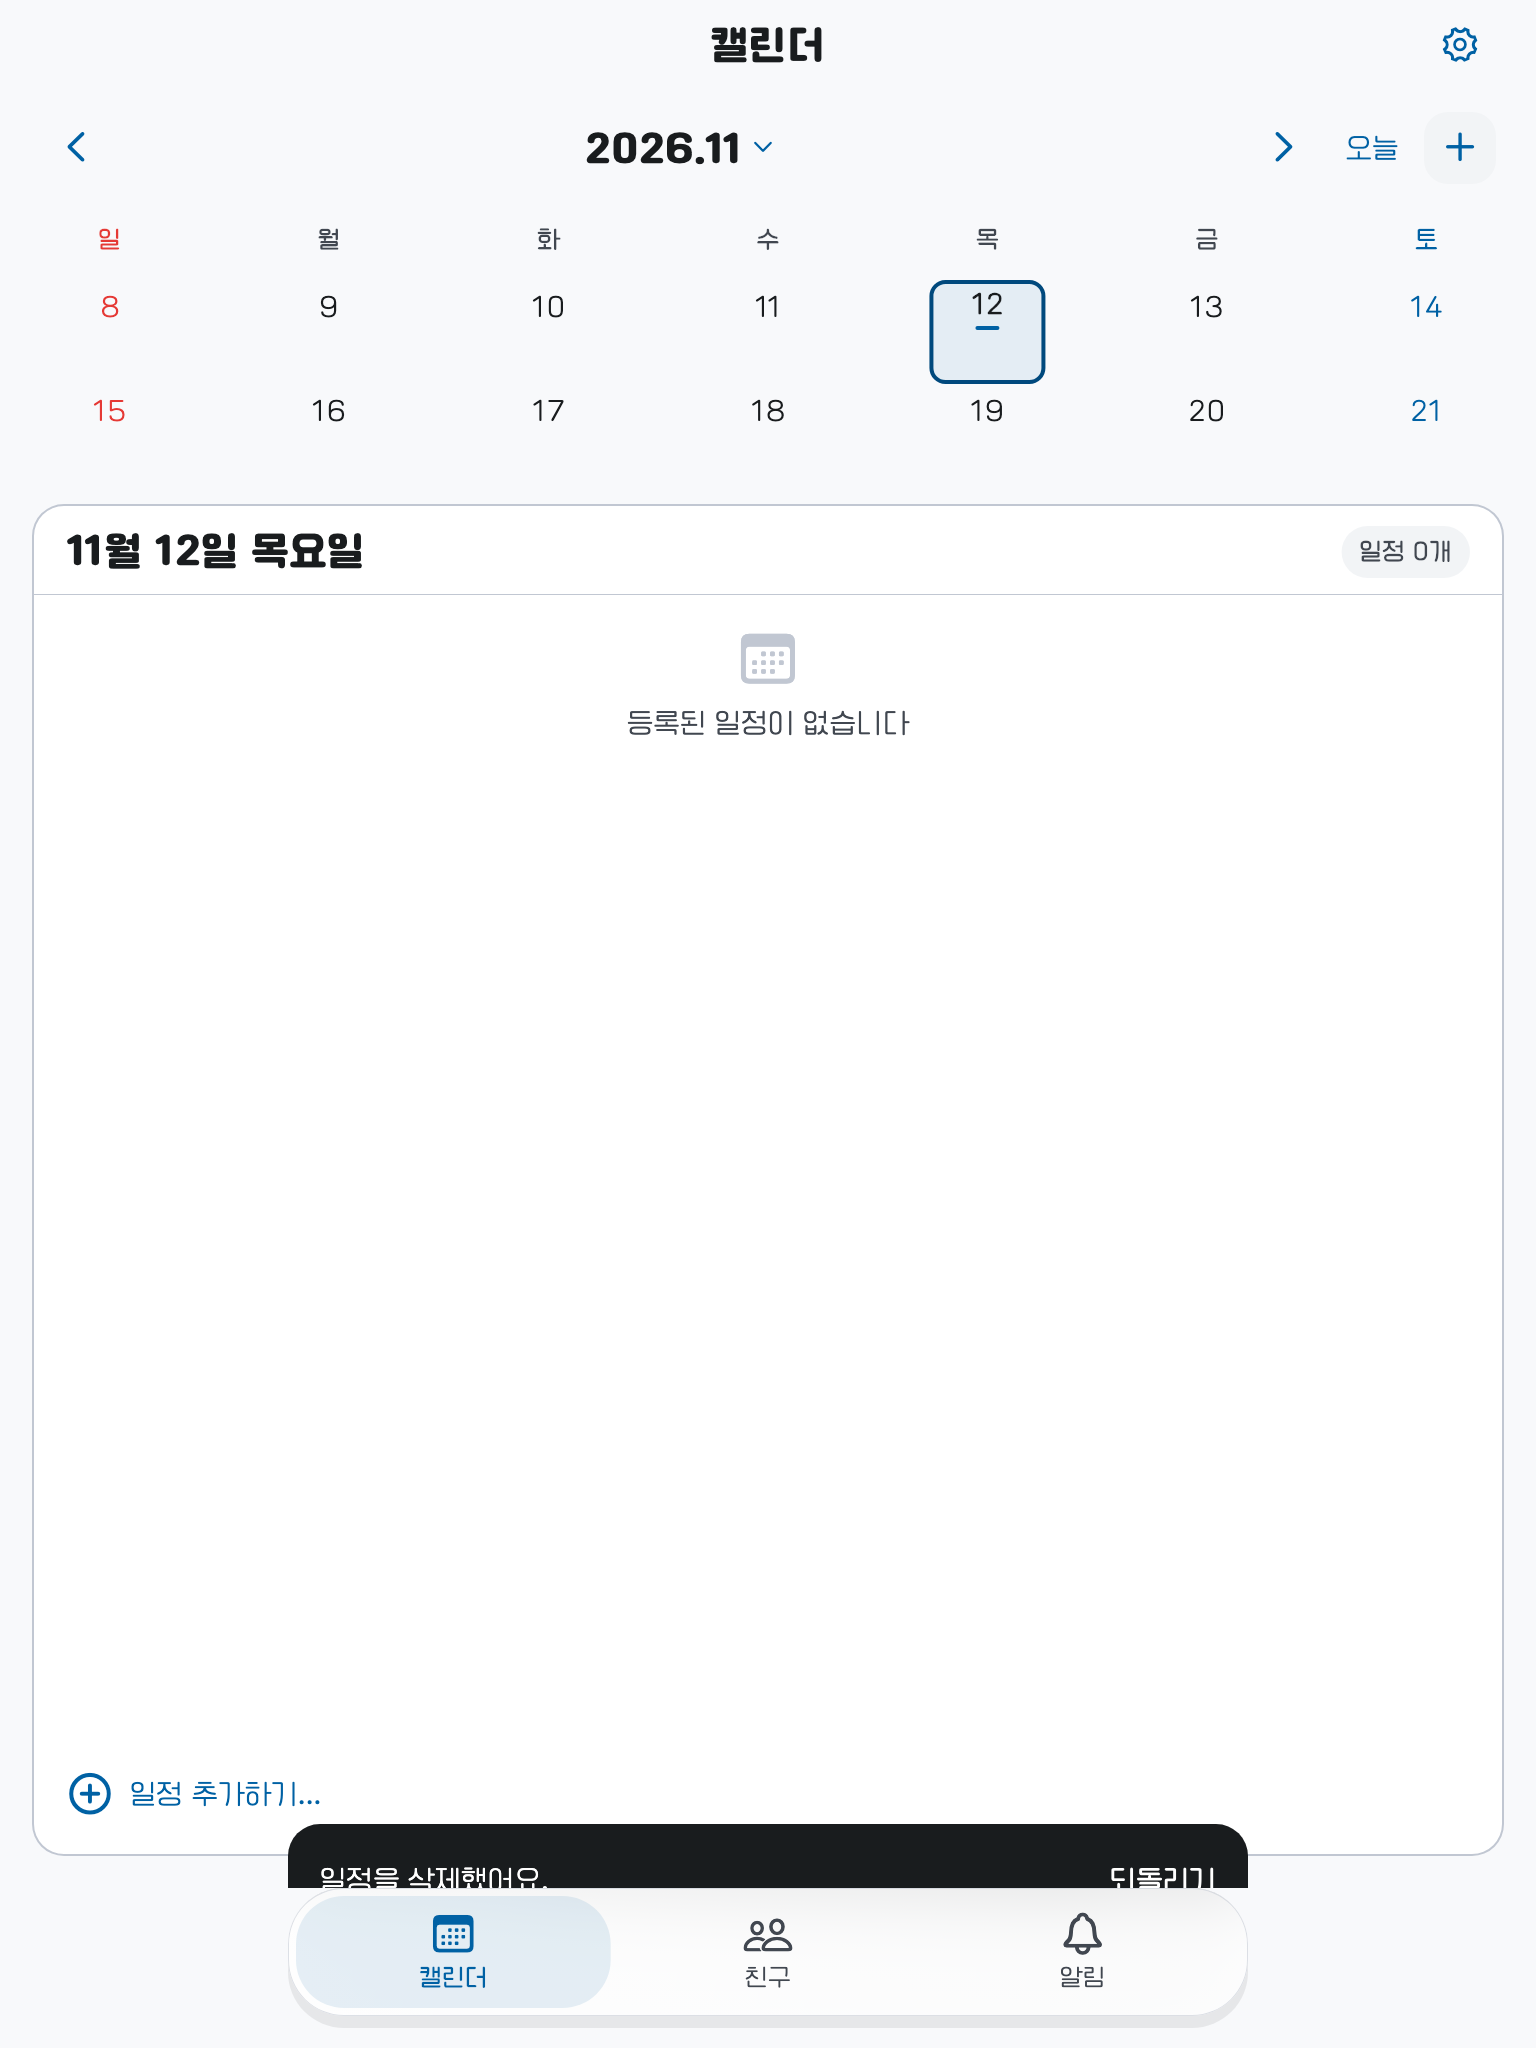 캘린더
2026.11
오늘
일 월 화 수 목 금 토
8 9 10 11 12 13 14
15 16 17 18 19 20 21
11월 12일 목요일
일정 0개
등록된 일정이 없습니다
일정 추가하기...
일정을 삭제했어요.
되돌리기
캘린더
친구
알림